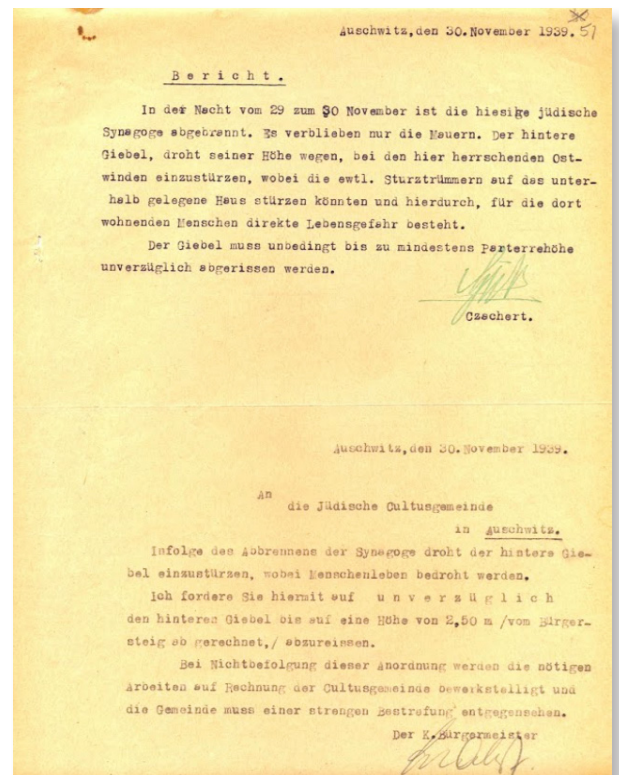 Auschwitz, den 30. November 1939. 51
Bericht.
In der Nacht vom 29 zum 30 November ist die hiesige jüdische
Synagoge abgebrannt. Es verblieben nur die Mauern. Der hintere
Giebel, droht seiner Höhe wegen, bei den hier herrschenden Ost-
winden einzustürzen, wobei die ewtl. Sturztrümmern auf das unter-
halb gelegene Haus stürzen könnten und hierdurch, für die dort
wohnenden Menschen direkte Lebensgefahr besteht.
Der Giebel muss unbedingt bis zu mindestens Parterrehöhe
unverzüglich abgerissen werden.
Czachert.
Auschwitz, den 30. November 1939.
An
die Jüdische Cultusgemeinde
in Auschwitz.
Infolge des Abbrennens der Synagoge droht der hintere Gie-
bel einzustürzen, wobei Menschenleben bedroht werden.
Ich fordere Sie hiermit auf unverzüglich
den hinteren Giebel bis auf eine Höhe von 2,50 m /vom Bürger-
steig ab gerechnet,/ abzureissen.
Bei Nichtbefolgung dieser Anordnung werden die nötigen
Arbeiten auf Rechnung der Cultusgemeinde bewerkstelligt und
die Gemeinde muss einer strengen Bestrafung entgegensehen.
Der K.Bürgermeister